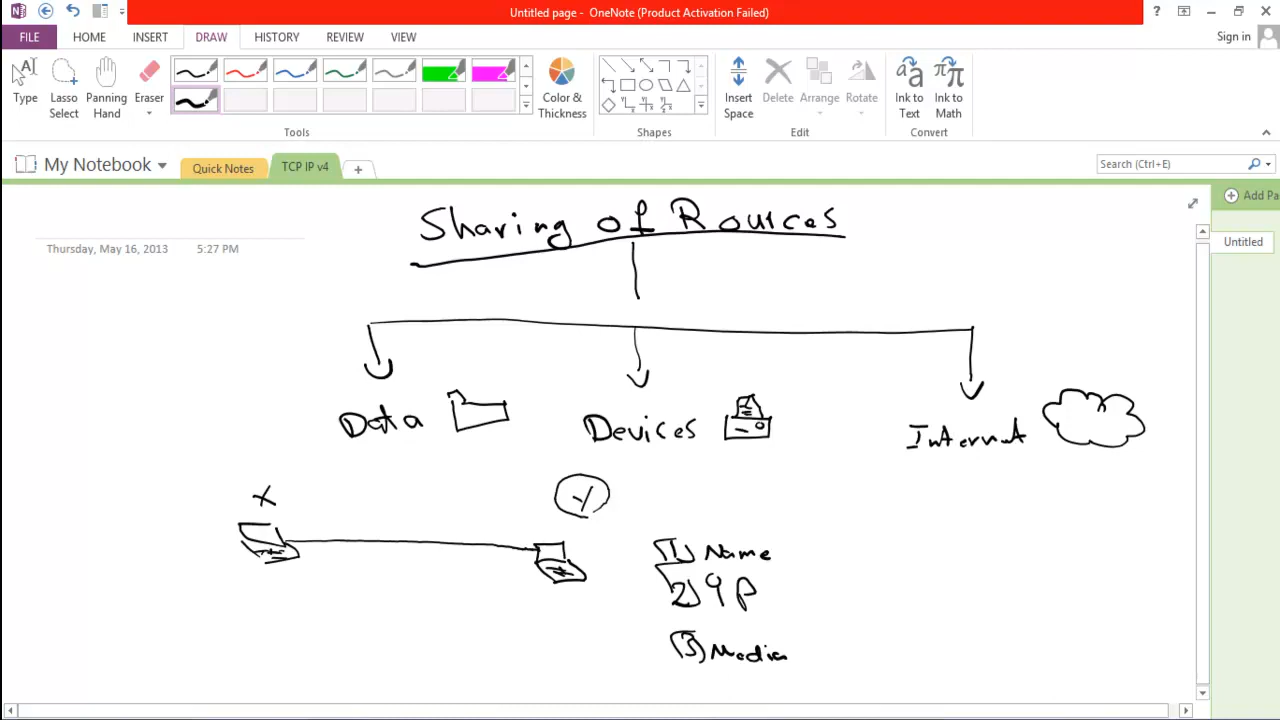 Untitled page - OneNote (Product Activation Failed)
?
FILE HOME INSERT DRAW HISTORY REVIEW VIEW
Sign in
Type
Lasso Select
Panning Hand
Eraser
Color & Thickness
Insert Space
Delete
Arrange
Rotate
Ink to Text
Ink to Math
Tools
Shapes
Edit
Convert
My Notebook
Quick Notes
TCP IP v4
Search (Ctrl+E)
Add Pa
Untitled
Thursday, May 16, 2013 5:27 PM
Sharing of Rources
Data
Devices
Internet
X
Y
1) Name
2) IP
3) Media